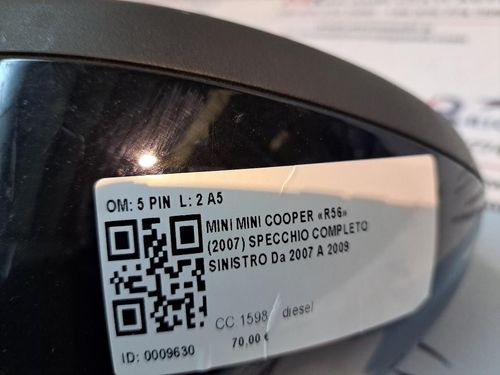 OM: 5 PIN L: 2 A5
MINI MINI COOPER «R56»
(2007) SPECCHIO COMPLETO
SINISTRO Da 2007 A 2009
CC 1598 diesel
ID: 0009630
70,00 €